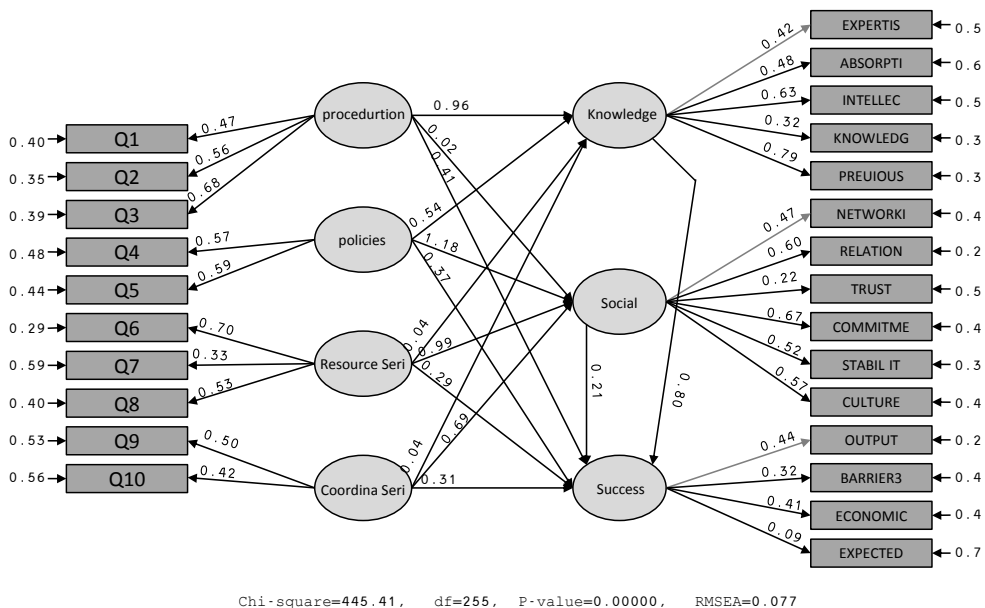 0.42
EXPERTIS
0.5
0.48
ABSORPTI
0.6
0.63
INTELLEC
0.5
0.32
KNOWLEDG
0.3
0.79
PREUIOUS
0.3
0.47
NETWORKI
0.4
0.60
RELATION
0.2
0.22
TRUST
0.5
0.67
COMMITME
0.4
0.52
STABIL IT
0.3
0.57
CULTURE
0.4
0.44
OUTPUT
0.2
0.32
BARRIER3
0.4
0.41
ECONOMIC
0.4
0.09
EXPECTED
0.7
procedurtion
0.96
0.02
0.41
Knowledge
0.40
Q1
0.47
0.35
Q2
0.56
0.39
Q3
0.68
0.48
Q4
0.57
0.44
Q5
0.59
policies
0.54
1.18
0.37
0.29
Q6
0.70
0.59
Q7
0.33
0.40
Q8
0.53
Resource Seri
0.04
0.99
0.29
Social
0.21
0.80
0.53
Q9
0.50
0.56
Q10
0.42
Coordina Seri
0.04
0.69
0.31
Success
Chi-square=445.41, df=255, P-value=0.00000, RMSEA=0.077